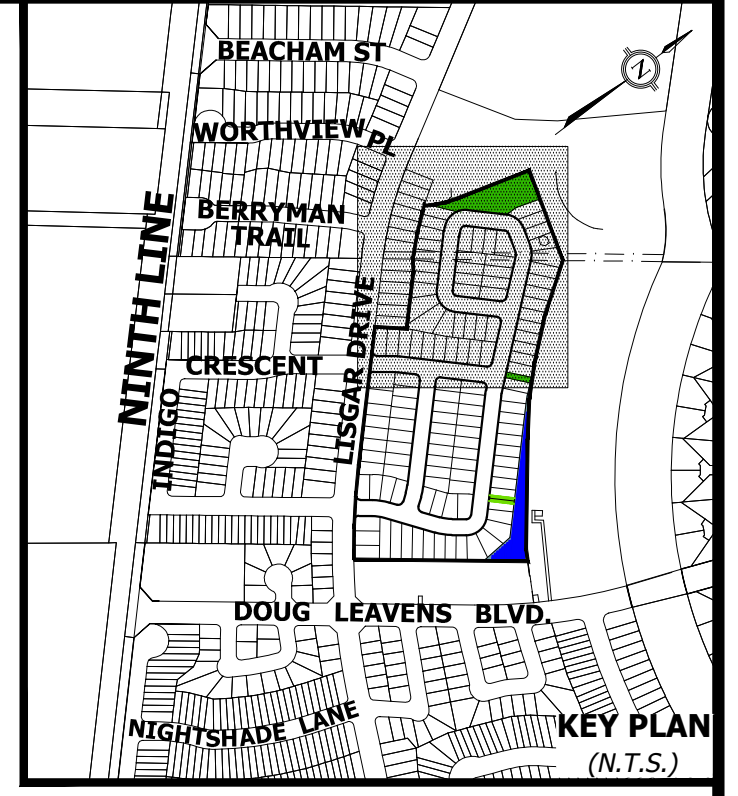 BEACHAM ST
WORTHVIEW PL
BERRYMAN
TRAIL
NINTH LINE
LISGAR DRIVE
INDIGO
CRESCENT
DOUG LEAVENS BLVD.
NIGHTSHADE LANE
KEY PLAN
(N.T.S.)
N